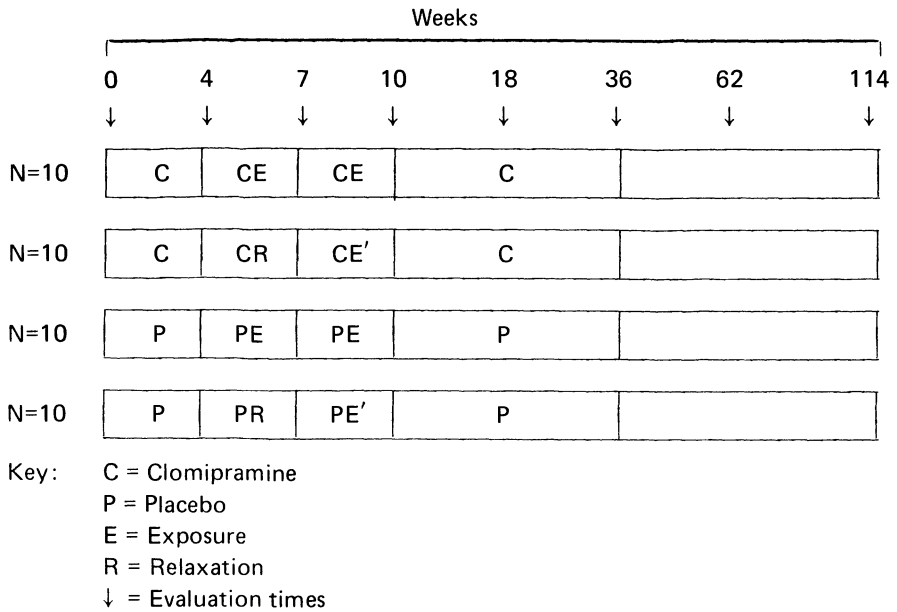 Weeks
0 4 7 10 18 36 62 114
↓ ↓ ↓ ↓ ↓ ↓ ↓ ↓
N=10 C CE CE C
N=10 C CR CE′ C
N=10 P PE PE P
N=10 P PR PE′ P
Key: C = Clomipramine
P = Placebo
E = Exposure
R = Relaxation
↓ = Evaluation times